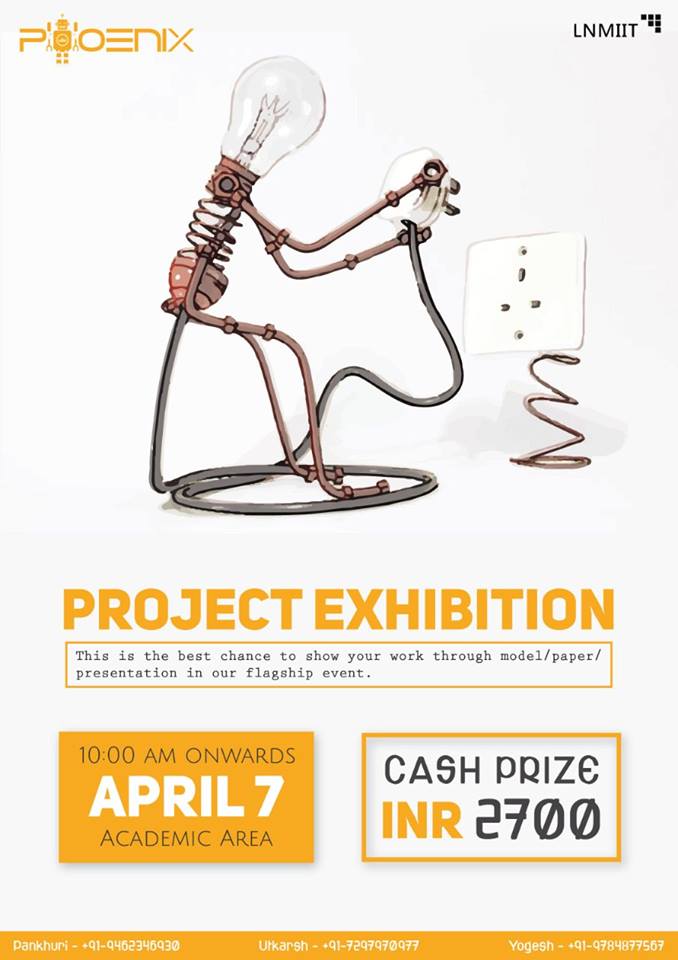 PHOENIX
LNMIIT
PROJECT EXHIBITION
This is the best chance to show your work through model/paper/
presentation in our flagship event.
10:00 AM ONWARDS
APRIL 7
ACADEMIC AREA
CASH PRIZE
INR 2700
Pankhuri - +91-9462346930
Utkarsh - +91-7297970977
Yogesh - +91-9784877567